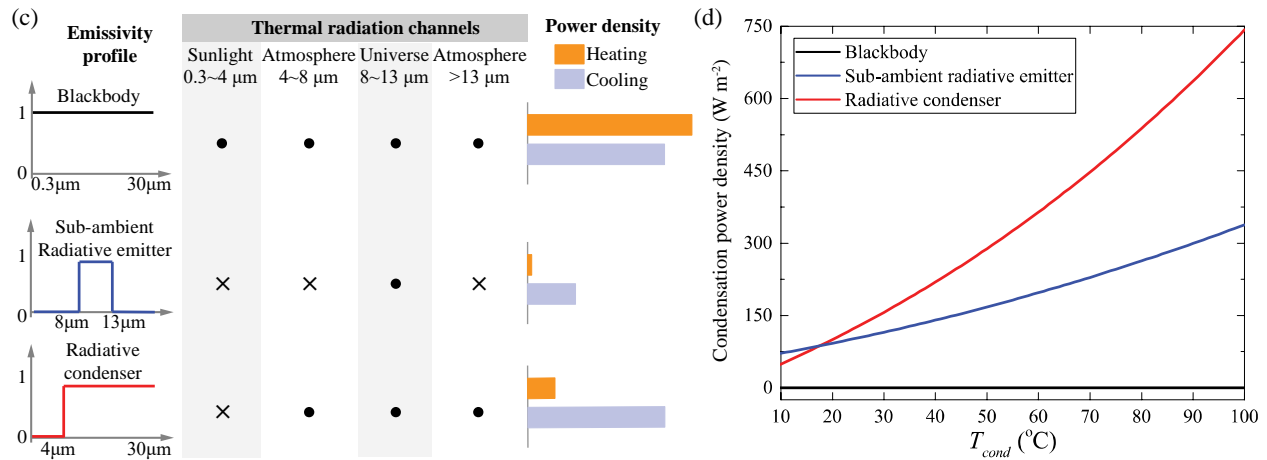 (c)
Emissivity
profile
Thermal radiation channels
Sunlight
0.3~4 μm
Atmosphere
4~8 μm
Universe
8~13 μm
Atmosphere
>13 μm
Power density
Heating
Cooling
Blackbody
1
0
0.3μm
30μm
Sub-ambient
Radiative emitter
1
0
8μm
13μm
Radiative
condenser
1
0
4μm
30μm
(d)
Blackbody
Sub-ambient radiative emitter
Radiative condenser
Condensation power density (W m-2)
750
600
450
300
150
0
10 20 30 40 50 60 70 80 90 100
Tcond (oC)